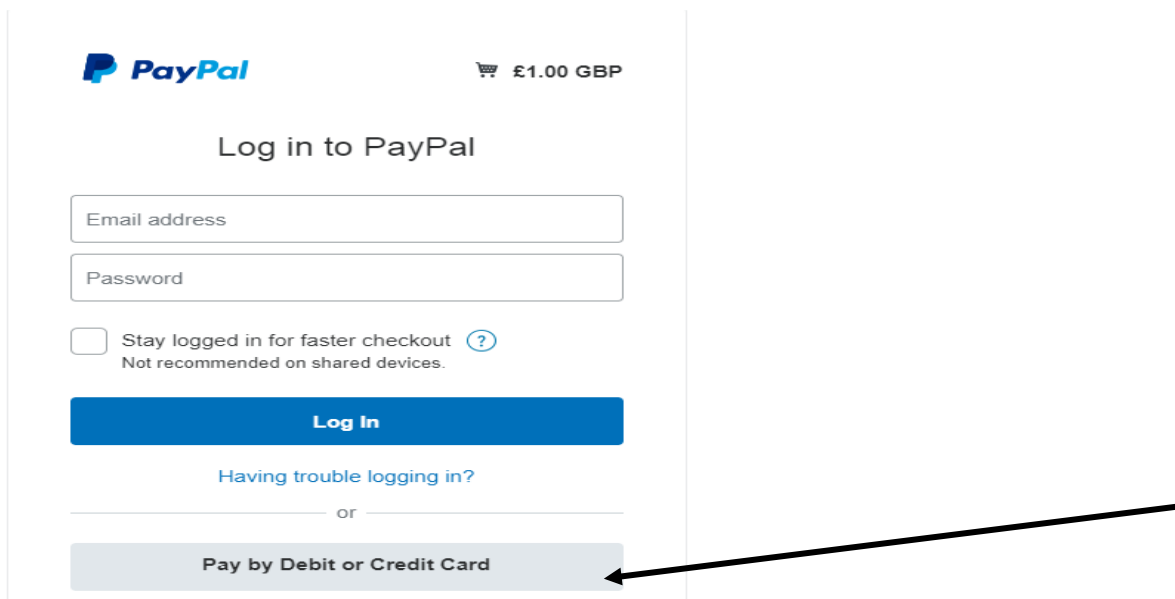 PayPal £1.00 GBP
Log in to PayPal
Email address
Password
Stay logged in for faster checkout ?
Not recommended on shared devices.
Log In
Having trouble logging in?
or
Pay by Debit or Credit Card